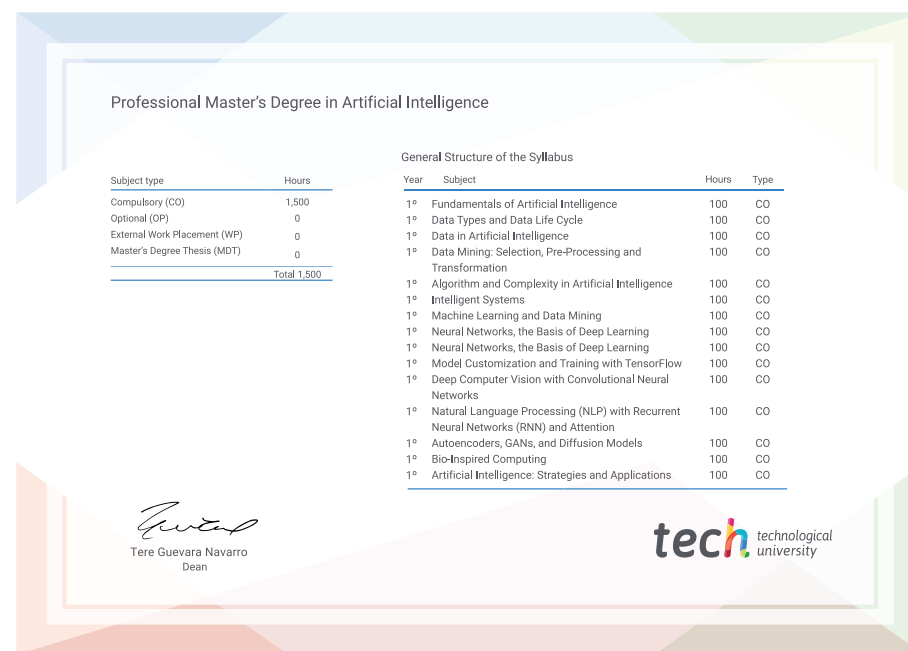 Professional Master's Degree in Artificial Intelligence
Subject type Hours
Compulsory (CO) 1,500
Optional (OP) 0
External Work Placement (WP) 0
Master's Degree Thesis (MDT) 0
Total 1,500
General Structure of the Syllabus
Year Subject Hours Type
1º Fundamentals of Artificial Intelligence 100 CO
1º Data Types and Data Life Cycle 100 CO
1º Data in Artificial Intelligence 100 CO
1º Data Mining: Selection, Pre-Processing and 100 CO
Transformation
1º Algorithm and Complexity in Artificial Intelligence 100 CO
1º Intelligent Systems 100 CO
1º Machine Learning and Data Mining 100 CO
1º Neural Networks, the Basis of Deep Learning 100 CO
1º Neural Networks, the Basis of Deep Learning 100 CO
1º Model Customization and Training with TensorFlow 100 CO
1º Deep Computer Vision with Convolutional Neural 100 CO
Networks
1º Natural Language Processing (NLP) with Recurrent 100 CO
Neural Networks (RNN) and Attention
1º Autoencoders, GANs, and Diffusion Models 100 CO
1º Bio-Inspired Computing 100 CO
1º Artificial Intelligence: Strategies and Applications 100 CO
Tere Guevara Navarro
Dean
tech technological
university